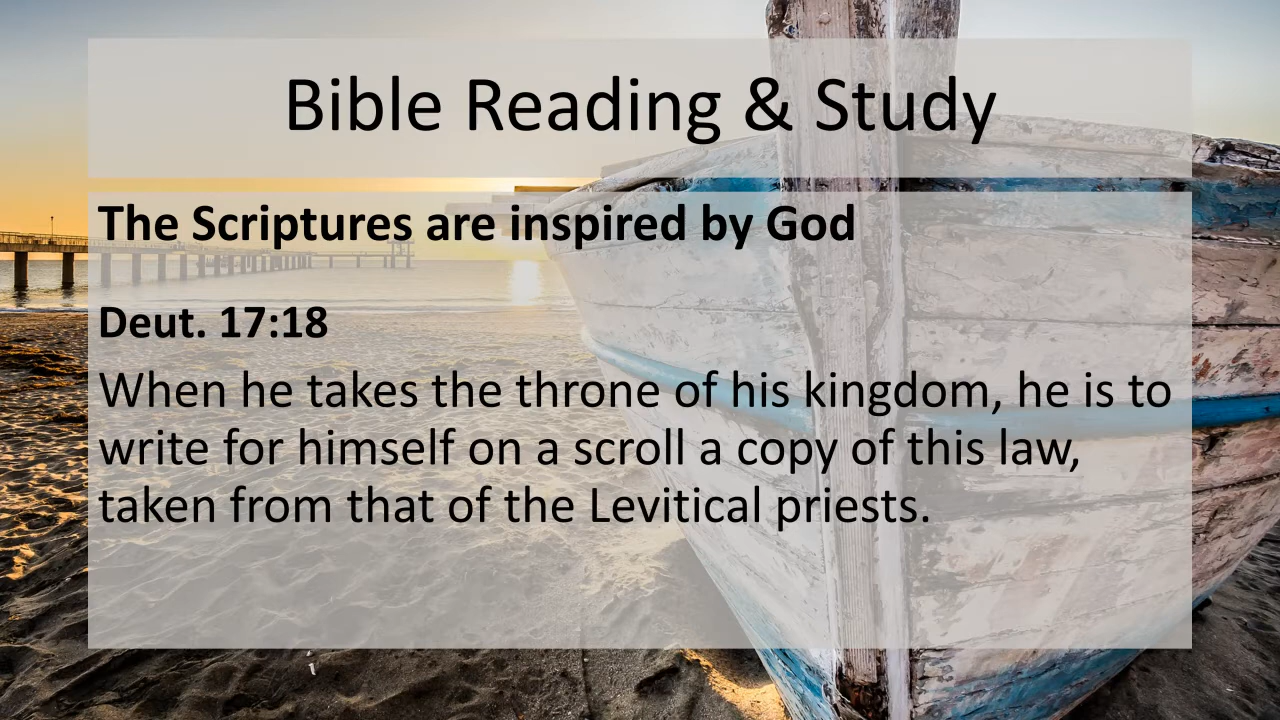 Bible Reading & Study
The Scriptures are inspired by God
Deut. 17:18
When he takes the throne of his kingdom, he is to
write for himself on a scroll a copy of this law,
taken from that of the Levitical priests.